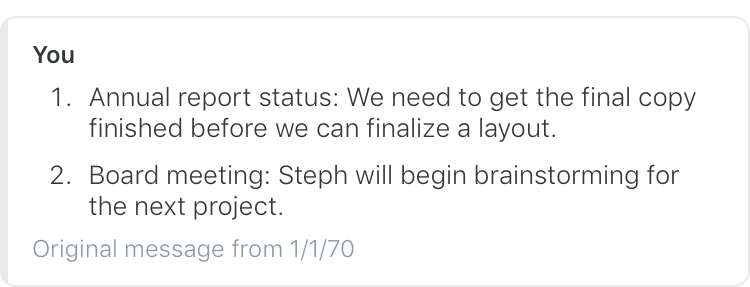 You
1. Annual report status: We need to get the final copy
finished before we can finalize a layout.
2. Board meeting: Steph will begin brainstorming for
the next project.
Original message from 1/1/70